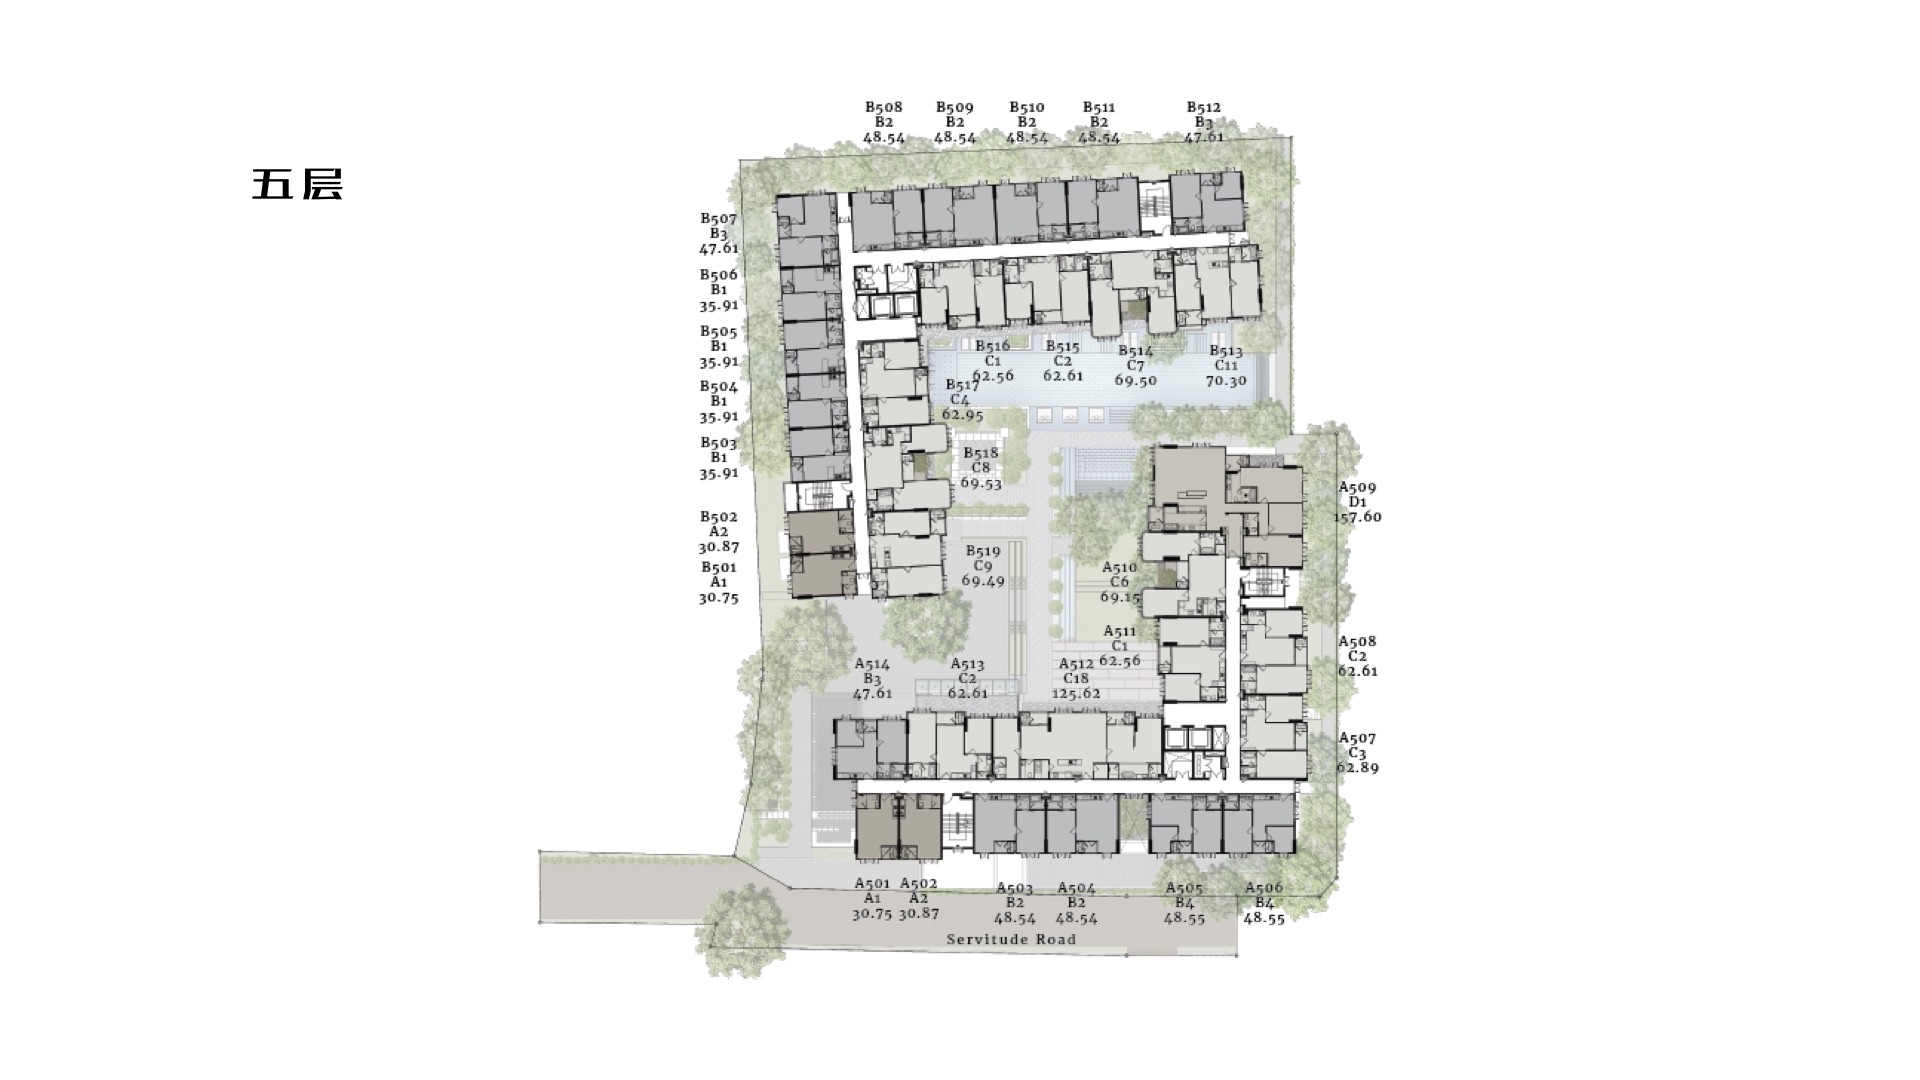 五层
B508
B2
48.54
B509
B2
48.54
B510
B2
48.54
B511
B2
48.54
B512
B3
47.61
B507
B3
47.61
B506
B1
35.91
B505
B1
35.91
B504
B1
35.91
B503
B1
35.91
B502
A2
30.87
B501
A1
30.75
B516
C1
62.56
B515
C2
62.61
B514
C7
69.50
B513
C11
70.30
B517
C4
62.95
B518
C8
69.53
B519
C9
69.49
A509
D1
157.60
A510
C6
69.15
A511
C1
62.56
A508
C2
62.61
A507
C3
62.89
A514
B3
47.61
A513
C2
62.61
A512
C18
125.62
A501
A1
30.75
A502
A2
30.87
A503
B2
48.54
A504
B2
48.54
A505
B4
48.55
A506
B4
48.55
Servitude Road